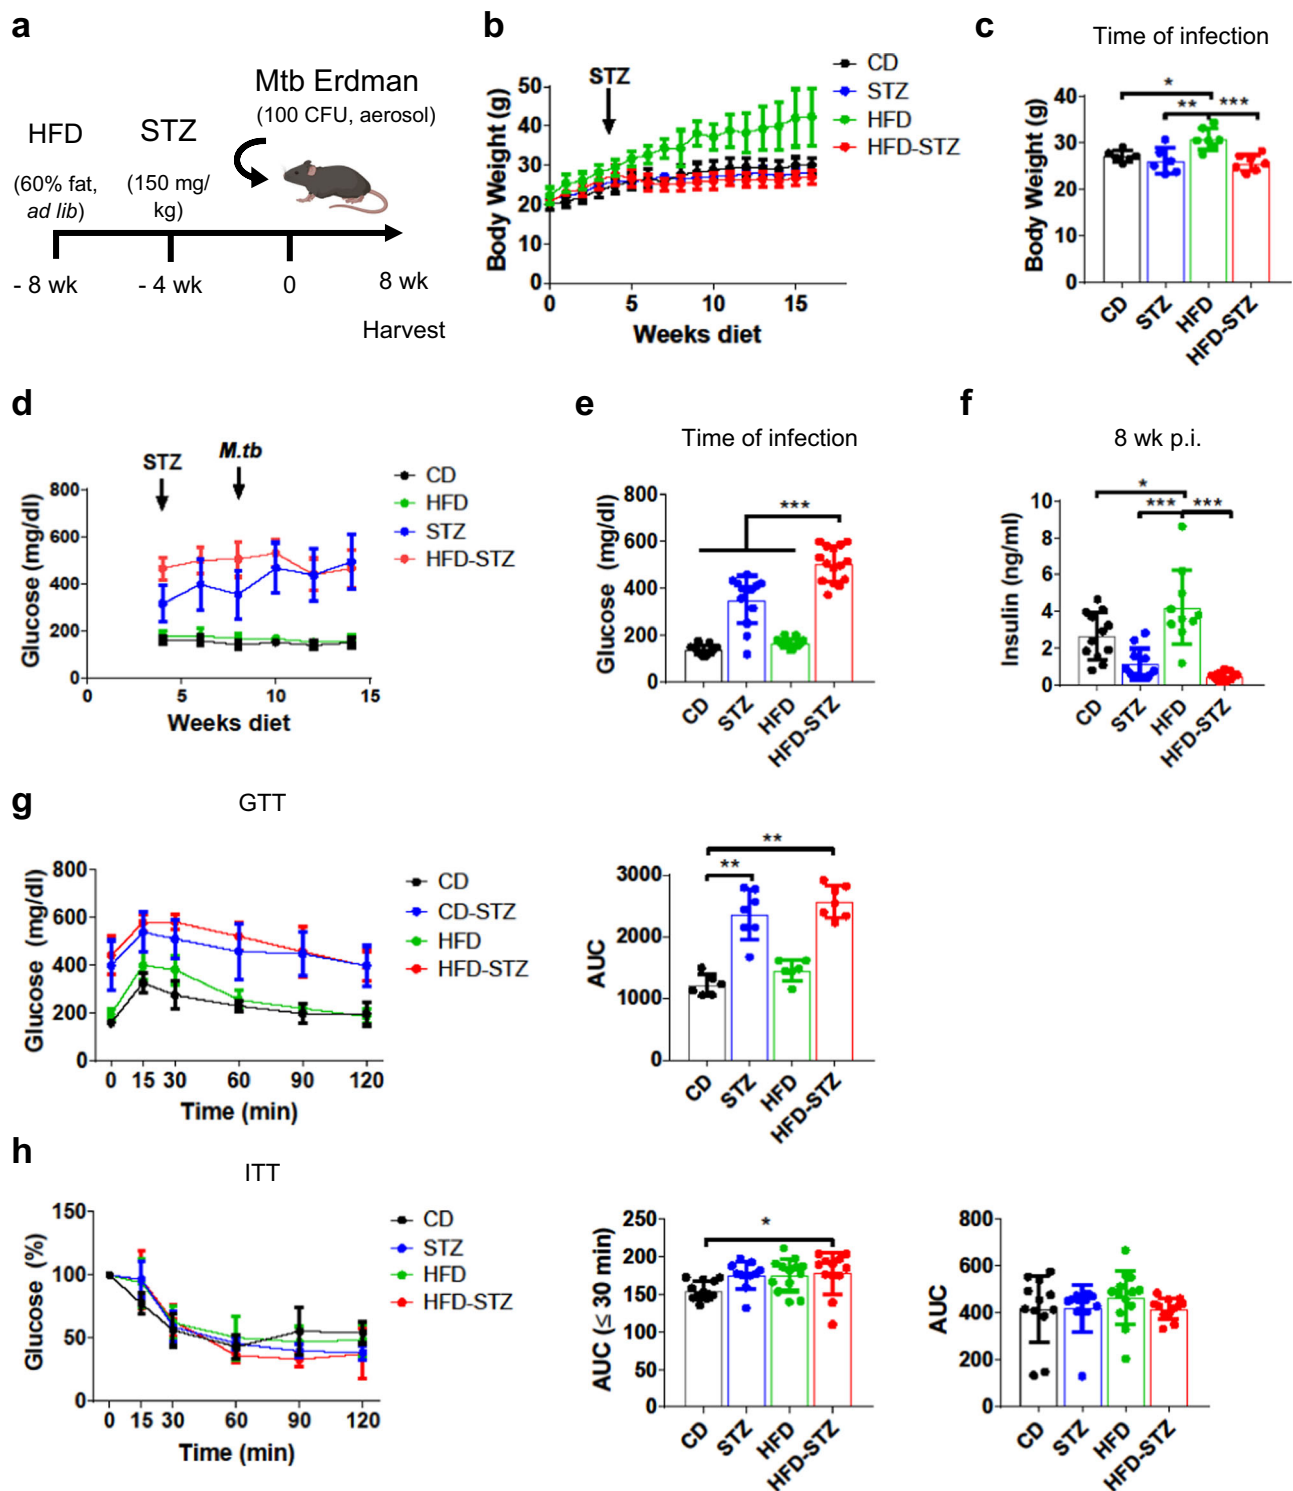 a
HFD
(60% fat,
ad lib)
STZ
(150 mg/
kg)
Mtb Erdman
(100 CFU, aerosol)
- 8 wk
- 4 wk
0
8 wk
Harvest
b
STZ
CD
STZ
HFD
HFD-STZ
Body Weight (g)
50
40
30
20
10
0
0 5 10 15
Weeks diet
c
Time of infection
*
** ***
Body Weight (g)
40
30
20
10
0
CD STZ HFD HFD-STZ
d
STZ
M.tb
CD
HFD
STZ
HFD-STZ
Glucose (mg/dl)
800
600
400
200
0
0 5 10 15
Weeks diet
e
Time of infection
***
Glucose (mg/dl)
800
600
400
200
0
CD STZ HFD HFD-STZ
f
8 wk p.i.
*
*** ***
Insulin (ng/ml)
10
8
6
4
2
0
CD STZ HFD HFD-STZ
g
GTT
CD
CD-STZ
HFD
HFD-STZ
Glucose (mg/dl)
800
600
400
200
0
0 15 30 60 90 120
Time (min)
**
**
AUC
3000
2000
1000
0
CD STZ HFD HFD-STZ
h
ITT
CD
STZ
HFD
HFD-STZ
Glucose (%)
150
100
50
0
0 15 30 60 90 120
Time (min)
*
AUC (≤ 30 min)
250
200
150
100
50
0
CD STZ HFD HFD-STZ
AUC
800
600
400
200
0
CD STZ HFD HFD-STZ